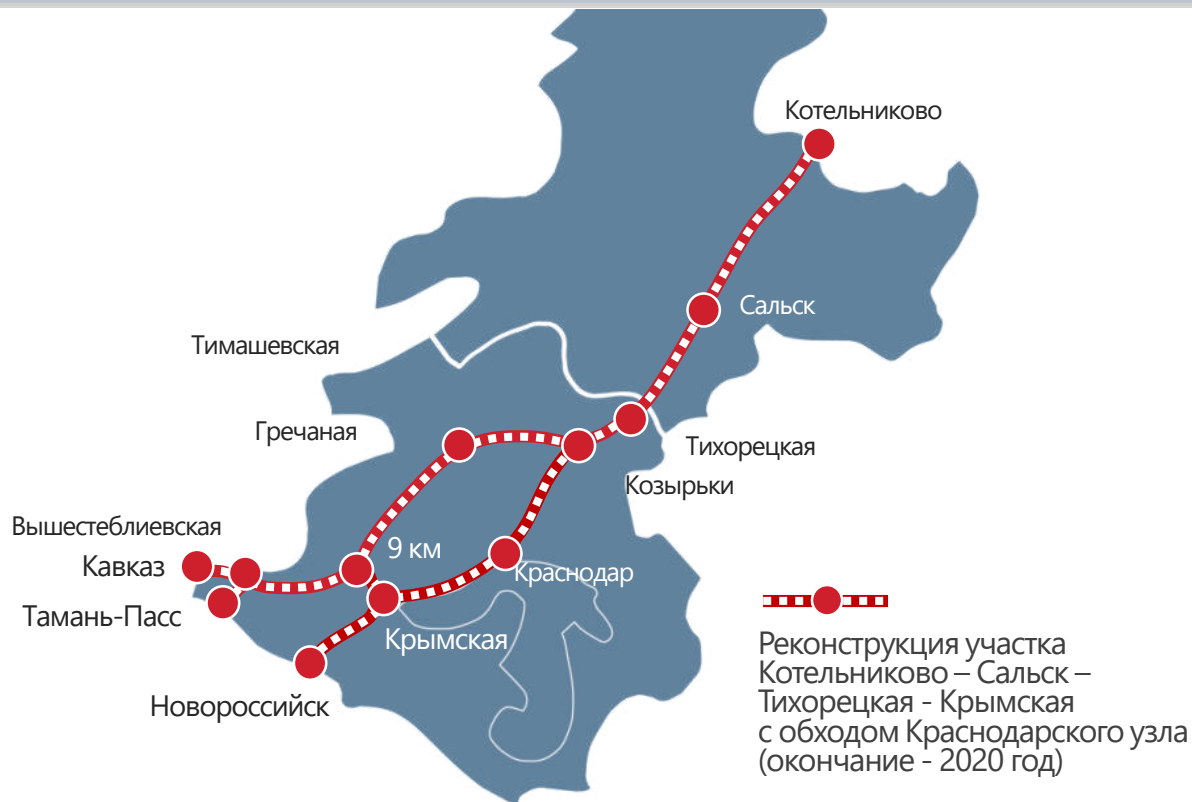 Котельниково
Сальск
Тимашевская
Гречаная
Тихорецкая
Козырьки
Вышестеблиевская
9 км
Кавказ
Краснодар
Тамань-Пасс
Крымская
Новороссийск
Реконструкция участка
Котельниково – Сальск –
Тихорецкая - Крымская
с обходом Краснодарского узла
(окончание - 2020 год)